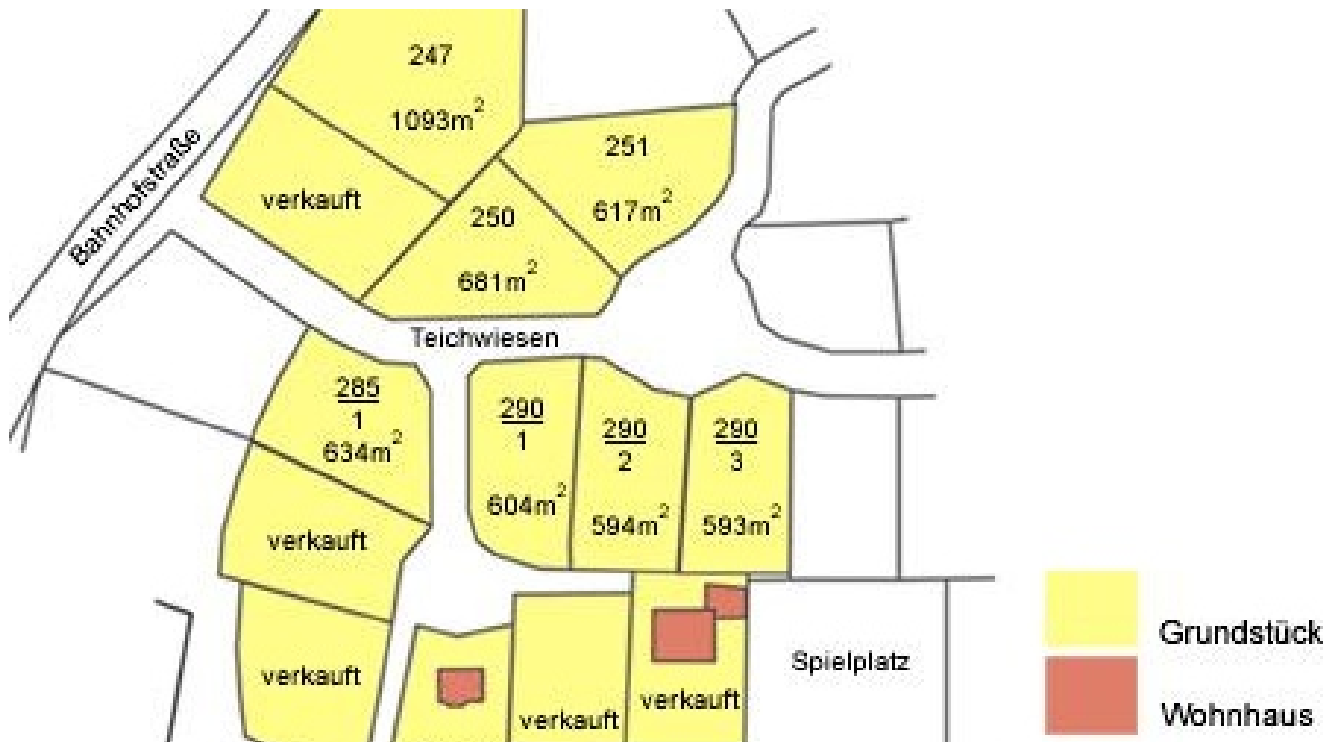 247
1093m²
Bahnhofstraße
verkauft
251
617m²
250
681m²
Teichwiesen
285
1
634m²
290
1
604m²
290
2
594m²
290
3
593m²
verkauft
verkauft
verkauft
verkauft
Spielplatz
Grundstück
Wohnhaus